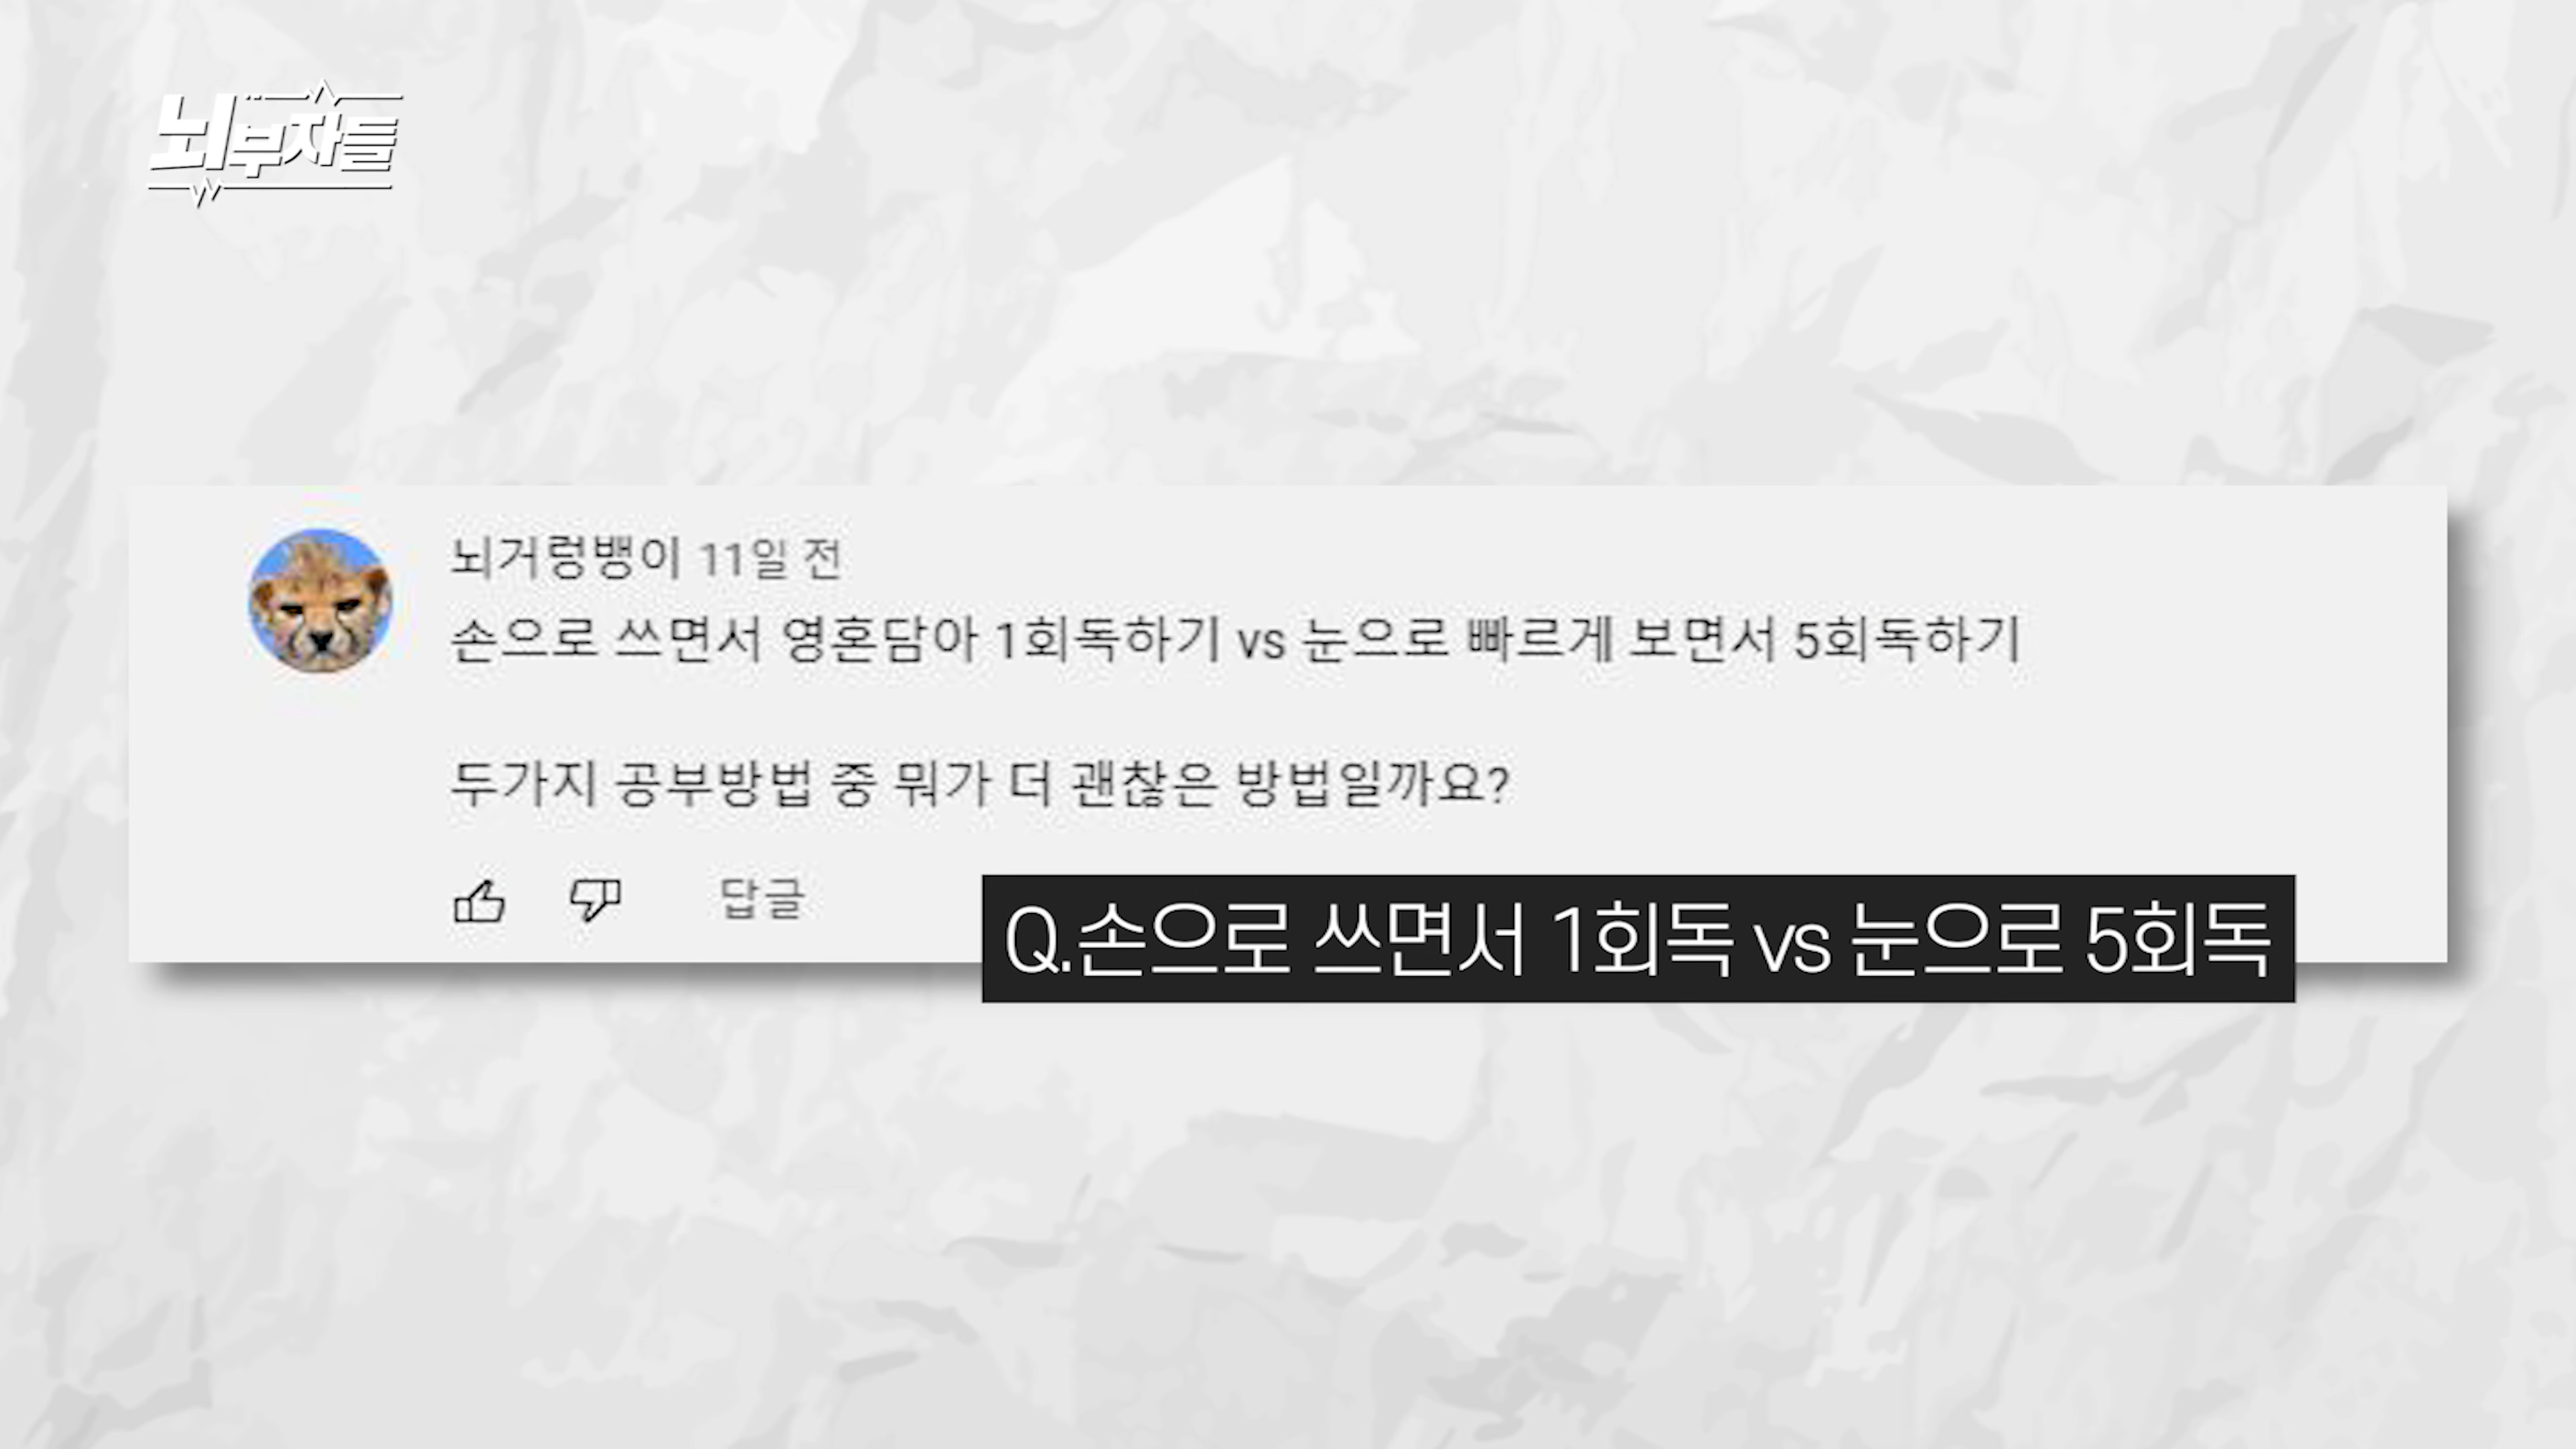 뇌부자들
뇌거렁뱅이 11일 전
손으로 쓰면서 영혼담아 1회독하기 vs 눈으로 빠르게 보면서 5회독하기
두가지 공부방법 중 뭐가 더 괜찮은 방법일까요?
답글
Q.손으로 쓰면서 1회독 vs 눈으로 5회독